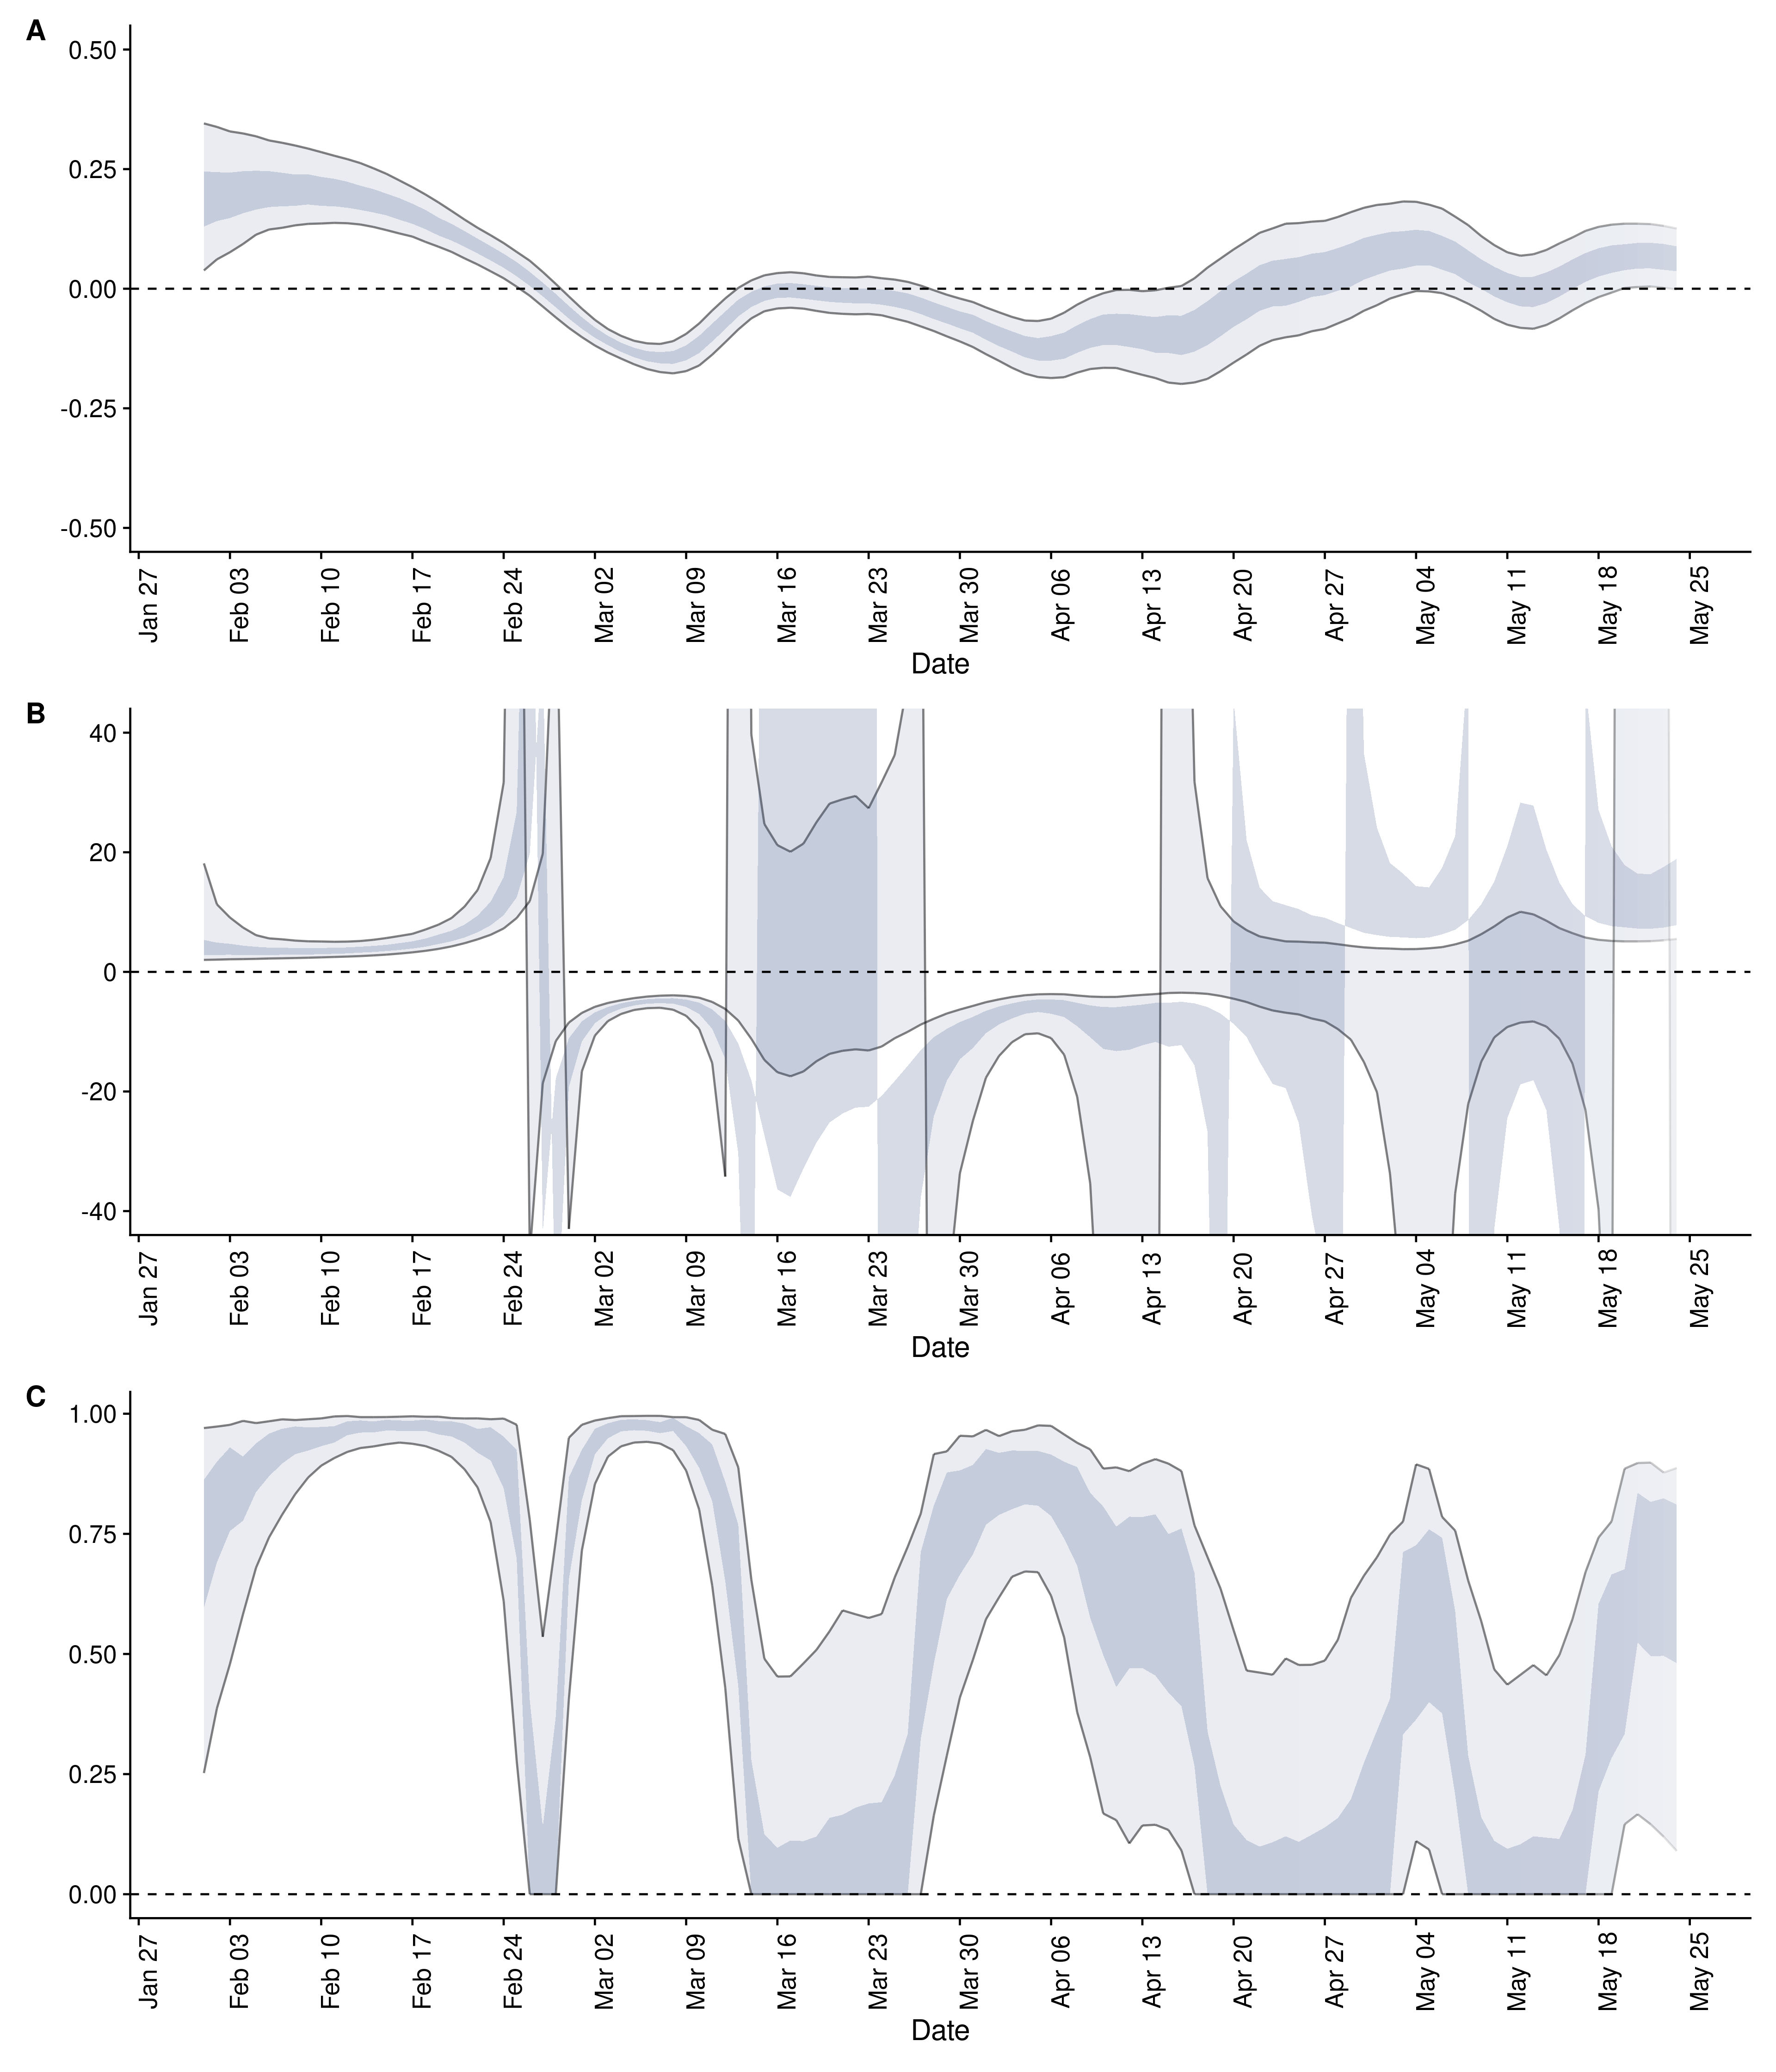 A
0.50
0.25
0.00
-0.25
-0.50
Jan 27
Feb 03
Feb 10
Feb 17
Feb 24
Mar 02
Mar 09
Mar 16
Mar 23
Mar 30
Apr 06
Apr 13
Apr 20
Apr 27
May 04
May 11
May 18
May 25
Date
B
40
20
0
-20
-40
Jan 27
Feb 03
Feb 10
Feb 17
Feb 24
Mar 02
Mar 09
Mar 16
Mar 23
Mar 30
Apr 06
Apr 13
Apr 20
Apr 27
May 04
May 11
May 18
May 25
Date
C
1.00
0.75
0.50
0.25
0.00
Jan 27
Feb 03
Feb 10
Feb 17
Feb 24
Mar 02
Mar 09
Mar 16
Mar 23
Mar 30
Apr 06
Apr 13
Apr 20
Apr 27
May 04
May 11
May 18
May 25
Date